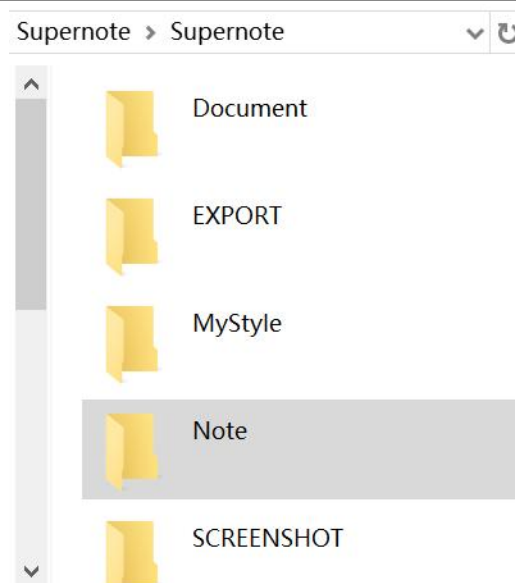 Supernote > Supernote
Document
EXPORT
MyStyle
Note
SCREENSHOT